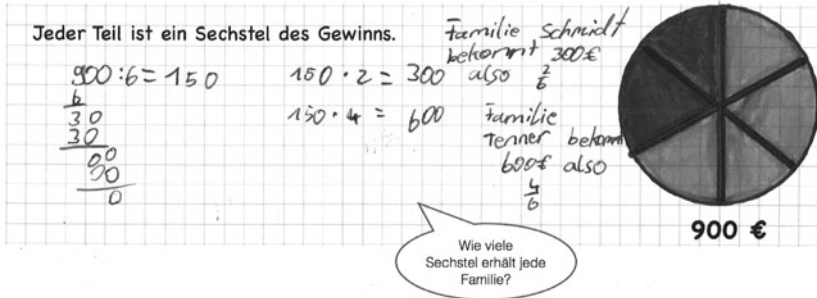 Jeder Teil ist ein Sechstel des Gewinns.
900 : 6 = 150
6
30
30
00
00
0
150 · 2 = 300
150 · 4 = 600
Familie Schmidt
bekommt 300€
also 2/6
Familie
Tenner bekommt
600€ also
4/6
900 €
Wie viele
Sechstel erhält jede
Familie?